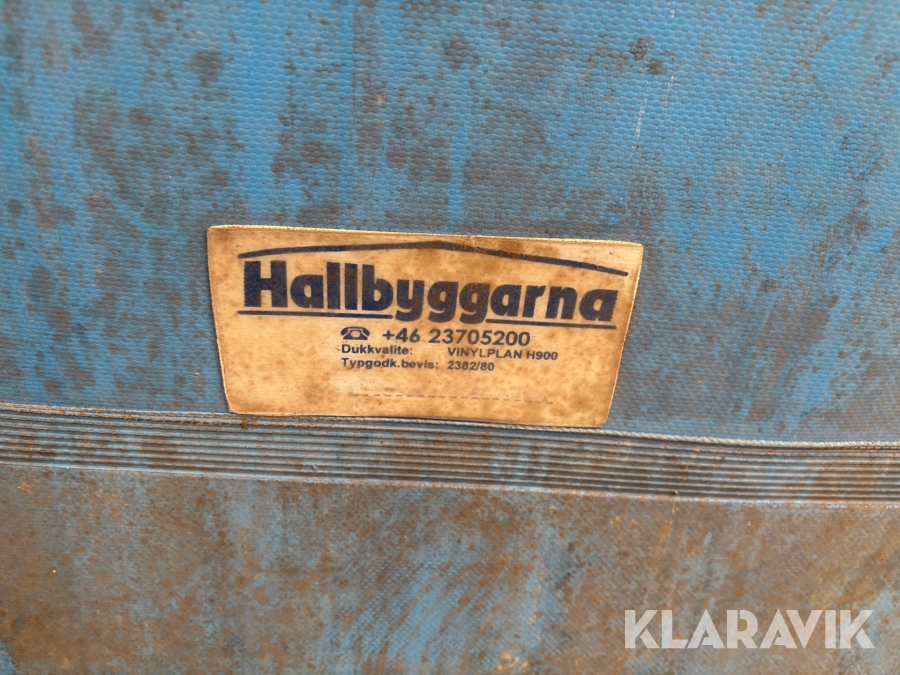 Hallbyggarna
☎ +46 23705200
Dukkvalite: VINYLPLAN H900
Typgodk.bevis: 2382/80
KLARAVIK